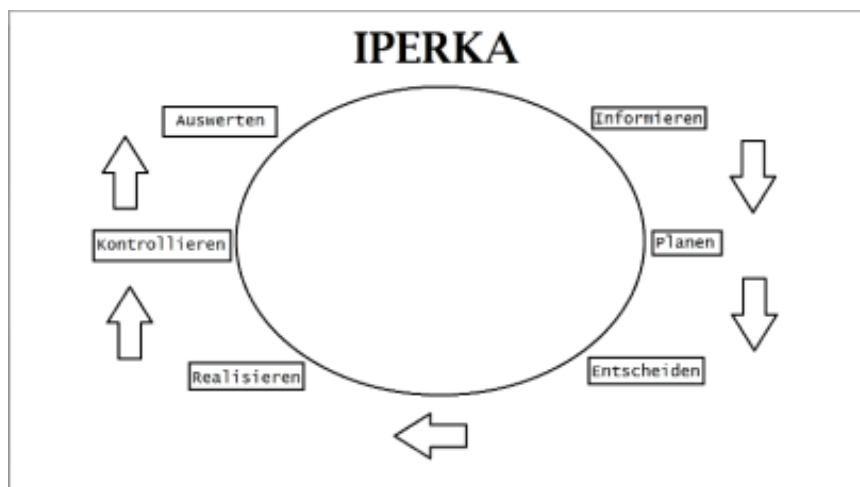 IPERKA
Auswerten
Informieren
Kontrollieren
Planen
Realisieren
Entscheiden